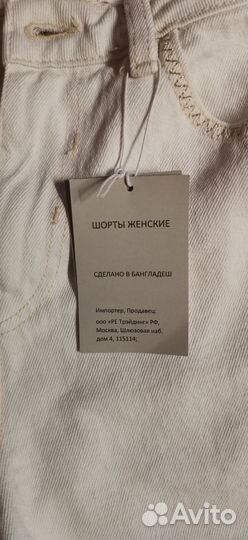 ШОРТЫ ЖЕНСКИЕ
СДЕЛАНО В БАНГЛАДЕШ
Импортер, Продавец:
ооо «РЕ Трэйдинг» РФ,
Москва, Шлюзовая наб.
дом 4, 115114;
Avito